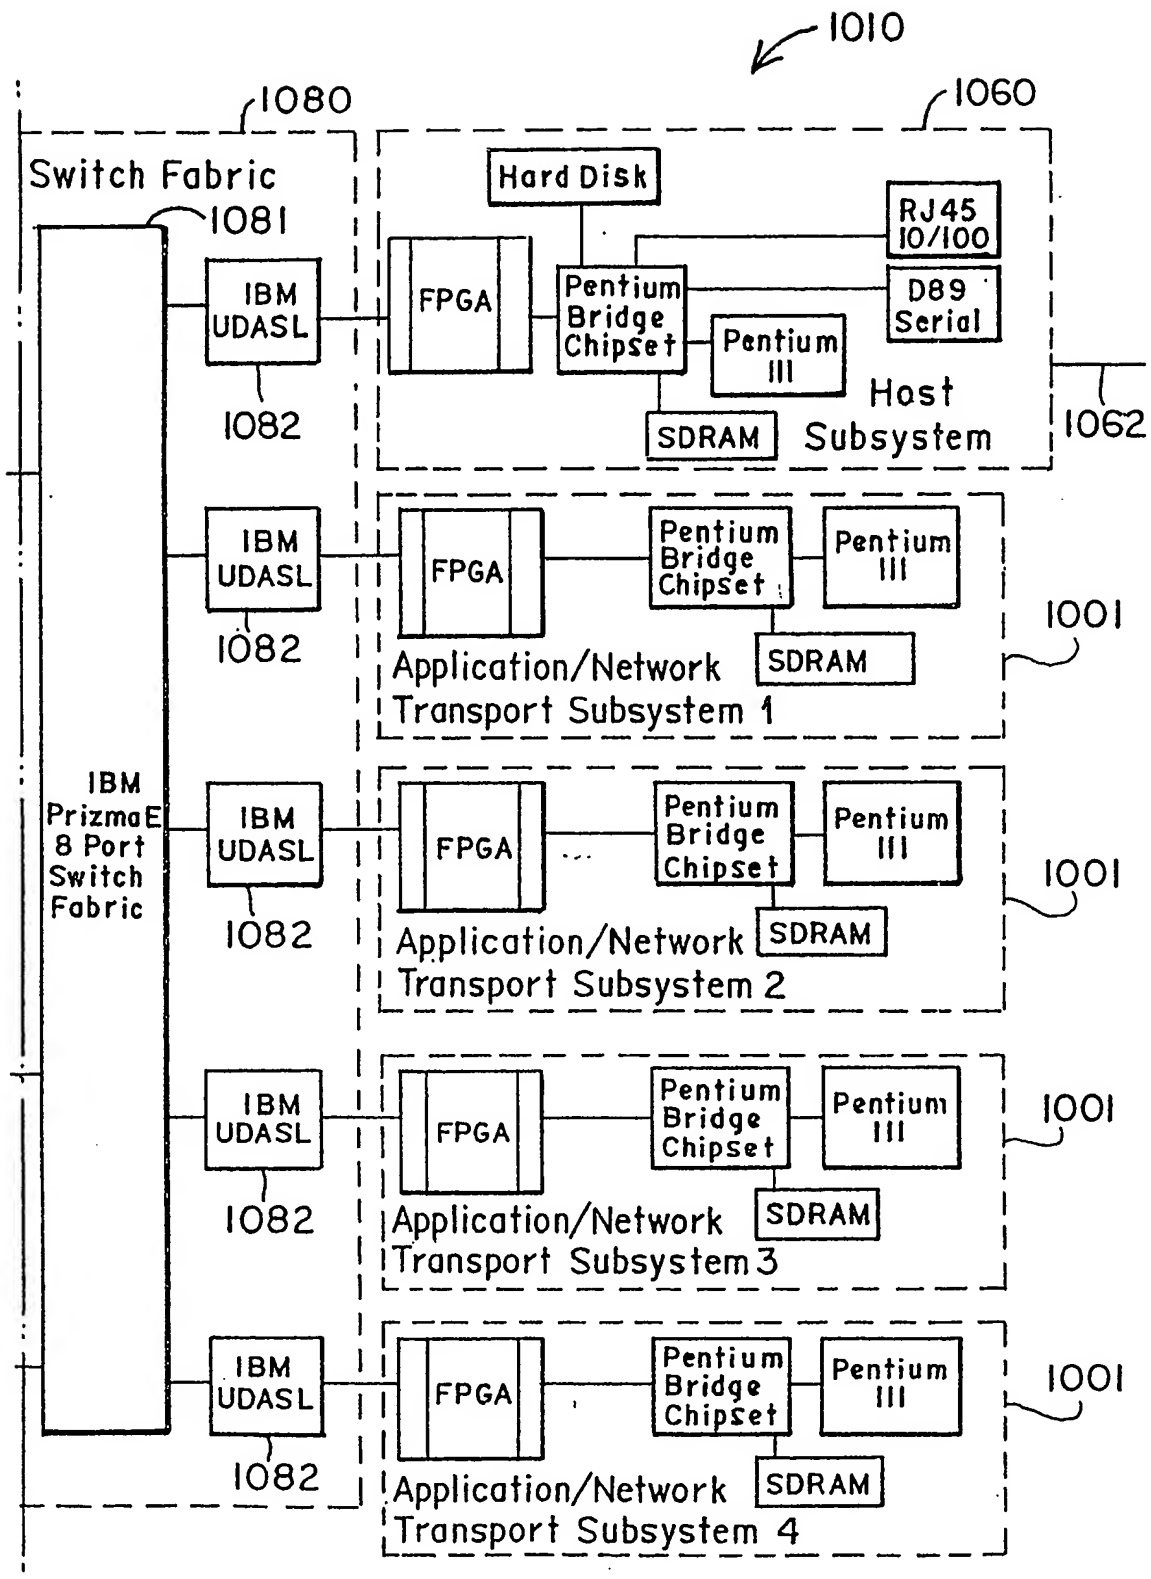 1010
1080
1060
Switch Fabric
1081
Hard Disk
RJ45
10/100
IBM
UDASL
FPGA
Pentium
Bridge
Chipset
D89
Serial
Pentium
III
1082
SDRAM
Host
Subsystem
1062
IBM
UDASL
FPGA
Pentium
Bridge
Chipset
Pentium
III
1082
SDRAM
1001
Application/Network
Transport Subsystem 1
IBM
PrizmaE
8 Port
Switch
Fabric
IBM
UDASL
FPGA
Pentium
Bridge
Chipset
Pentium
III
1082
SDRAM
1001
Application/Network
Transport Subsystem 2
IBM
UDASL
FPGA
Pentium
Bridge
Chipset
Pentium
III
1082
SDRAM
1001
Application/Network
Transport Subsystem 3
IBM
UDASL
FPGA
Pentium
Bridge
Chipset
Pentium
III
1082
SDRAM
1001
Application/Network
Transport Subsystem 4